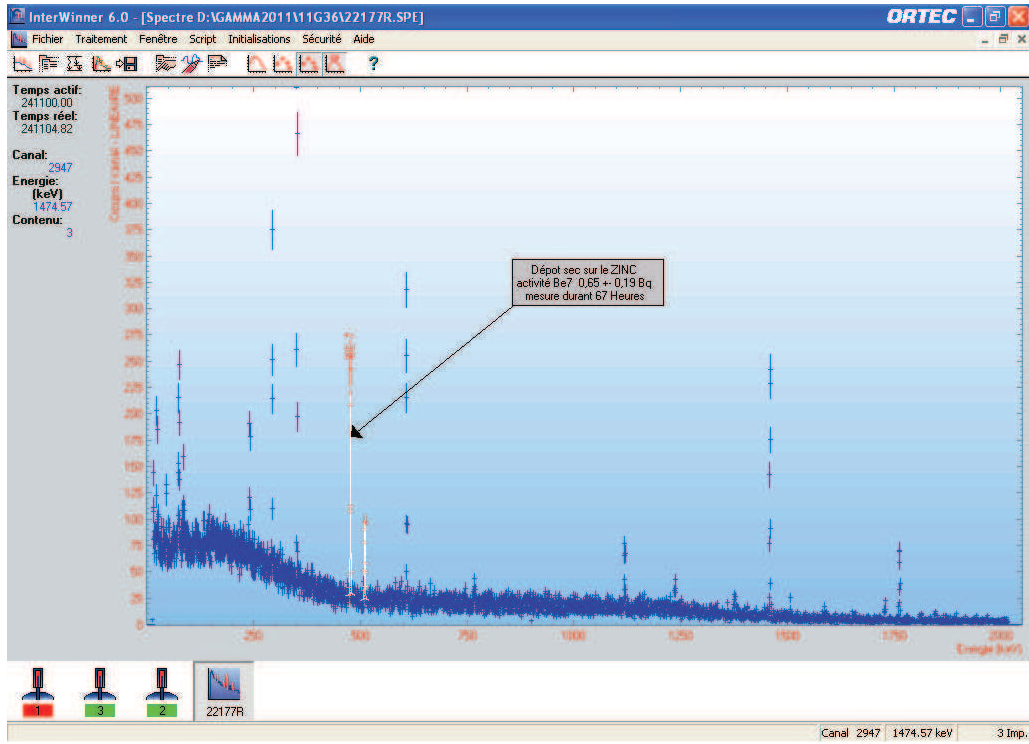 InterWinner 6.0 - [Spectre D:\GAMMA2011\11G36\22177R.SPE]
ORTEC
Fichier Traitement Fenêtre Script Initialisations Sécurité Aide
?
Temps actif:
241100.00
Temps réel:
241104.82
Canal:
2947
Energie:
(keV)
1474.57
Contenu:
3
Coups / canal - LINEAIRE
500
475
450
425
400
375
350
325
300
275
250
225
200
175
150
125
100
75
50
25
0
Dépot sec sur le ZINC
activité Be7 0,65 +- 0,19 Bq
mesure durant 67 Heures
250 500 750 1000 1250 1500 1750 2000
Energie (keV)
1 3 2 22177R
Canal 2947 1474.57 keV 3 Imp.